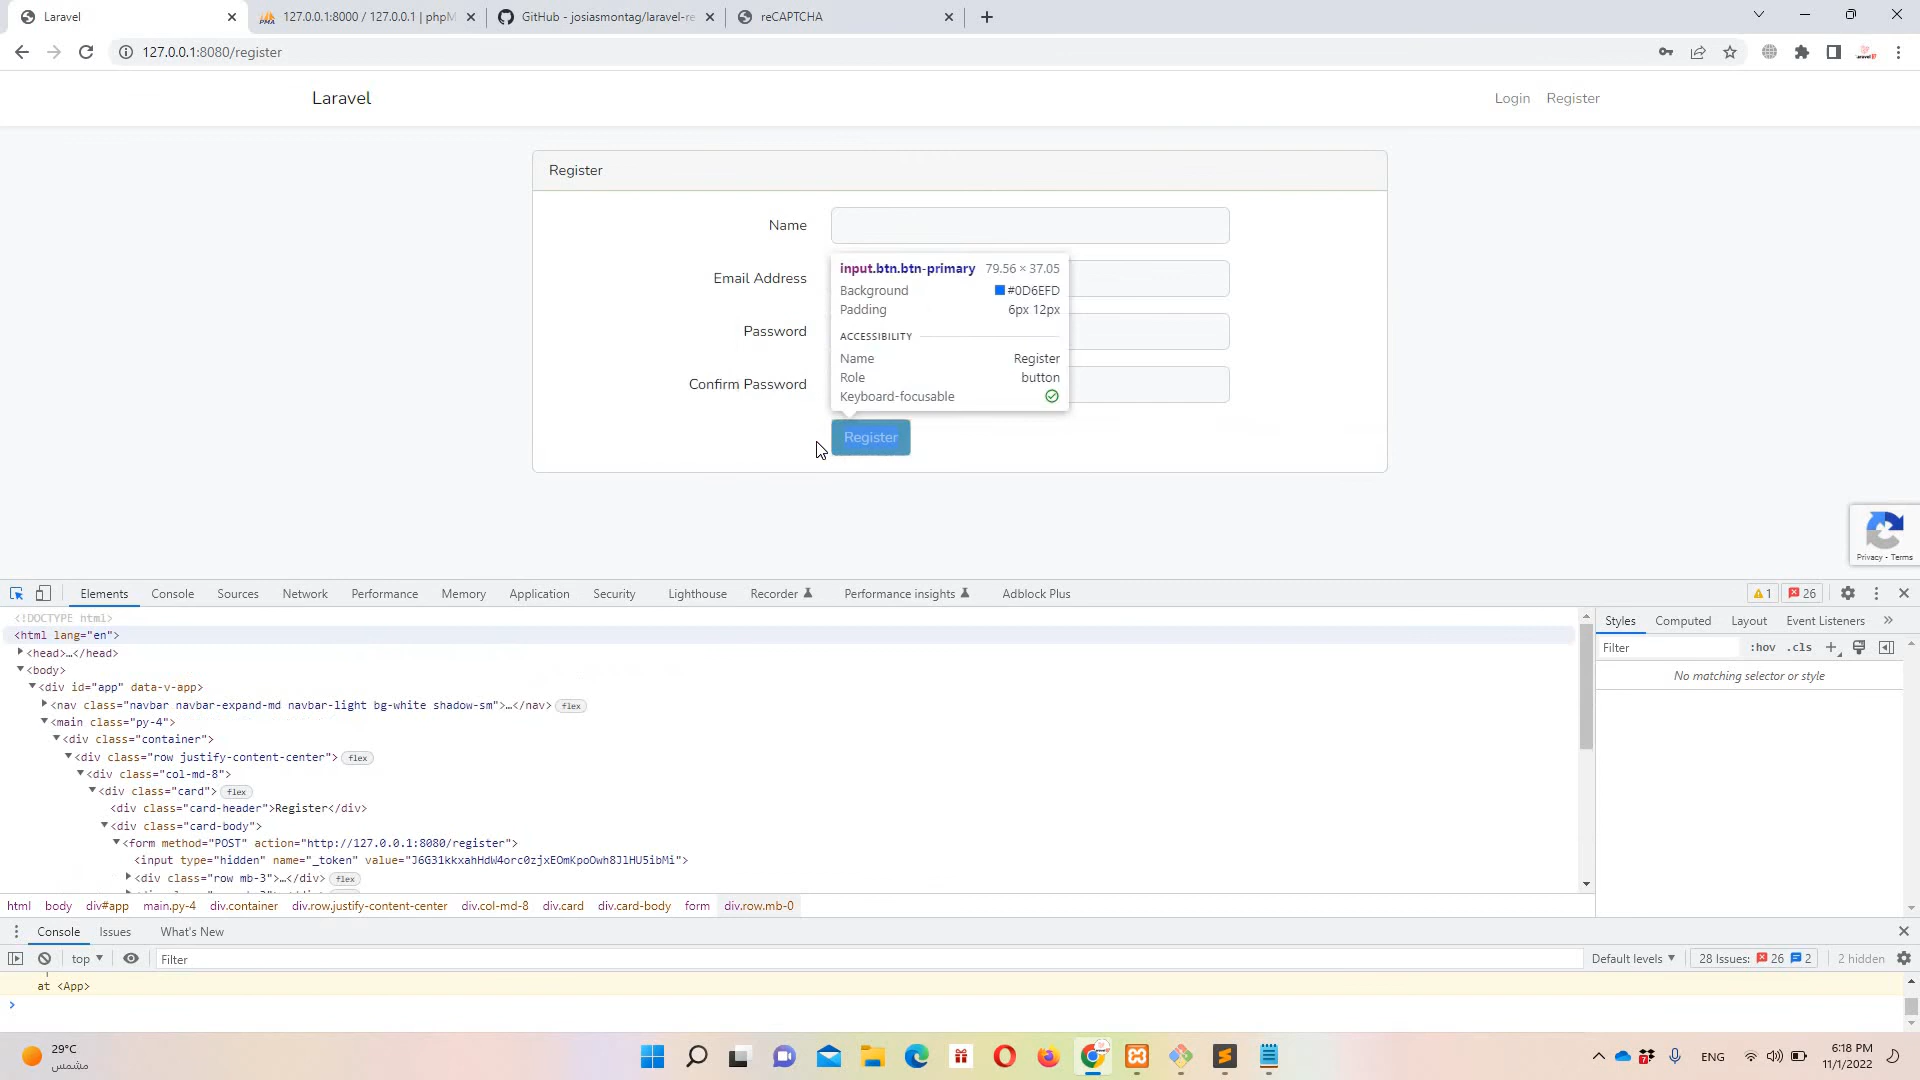 Laravel
127.0.0.1:8000 / 127.0.0.1 | phpM
GitHub - josiasmontag/laravel-re
reCAPTCHA
127.0.0.1:8080/register
Laravel
Login
Register
Register
Name
Email Address
Password
Confirm Password
input.btn.btn-primary 79.56 × 37.05
Background #0D6EFD
Padding 6px 12px
ACCESSIBILITY
Name Register
Role button
Keyboard-focusable
Register
Privacy - Terms
Elements Console Sources Network Performance Memory Application Security Lighthouse Recorder Performance insights Adblock Plus 1 26
<!DOCTYPE html>
<html lang="en">
<head>…</head>
<body>
<div id="app" data-v-app>
<nav class="navbar navbar-expand-md navbar-light bg-white shadow-sm">…</nav> flex
<main class="py-4">
<div class="container">
<div class="row justify-content-center"> flex
<div class="col-md-8">
<div class="card"> flex
<div class="card-header">Register</div>
<div class="card-body">
<form method="POST" action="http://127.0.0.1:8080/register">
<input type="hidden" name="_token" value="J6G31kkxahHdW4orc0zjxEOmKpoOwh8JlHU5ibMi">
<div class="row mb-3">…</div> flex
Styles Computed Layout Event Listeners
Filter :hov .cls
No matching selector or style
html body div#app main.py-4 div.container div.row.justify-content-center div.col-md-8 div.card div.card-body form div.row.mb-0
Console Issues What's New
top Filter Default levels 28 Issues: 26 2 2 hidden
at <App>
29°C
مشمس
ENG
6:18 PM
11/1/2022